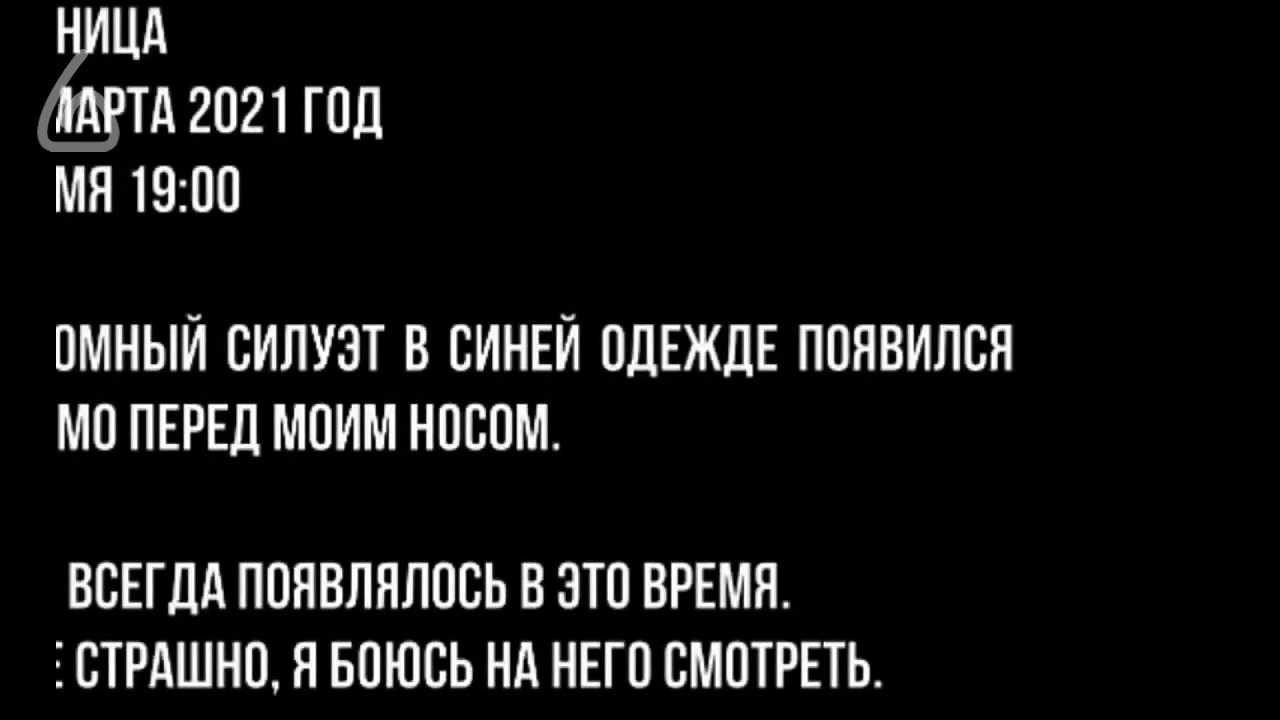 НИЦА
МАРТА 2021 ГОД
МЯ 19:00
ОМНЫЙ СИЛУЭТ В СИНЕЙ ОДЕЖДЕ ПОЯВИЛСЯ
МО ПЕРЕД МОИМ НОСОМ.
ВСЕГДА ПОЯВЛЯЛОСЬ В ЭТО ВРЕМЯ.
Е СТРАШНО, Я БОЮСЬ НА НЕГО СМОТРЕТЬ.